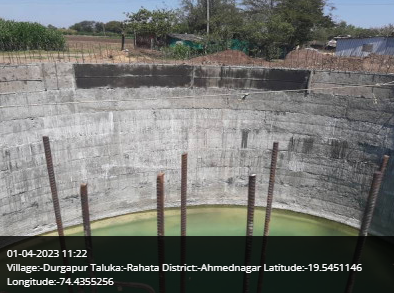 01-04-2023 11:22
Village:-Durgapur Taluka:-Rahata District:-Ahmednagar Latitude:-19.5451146
Longitude:-74.4355256